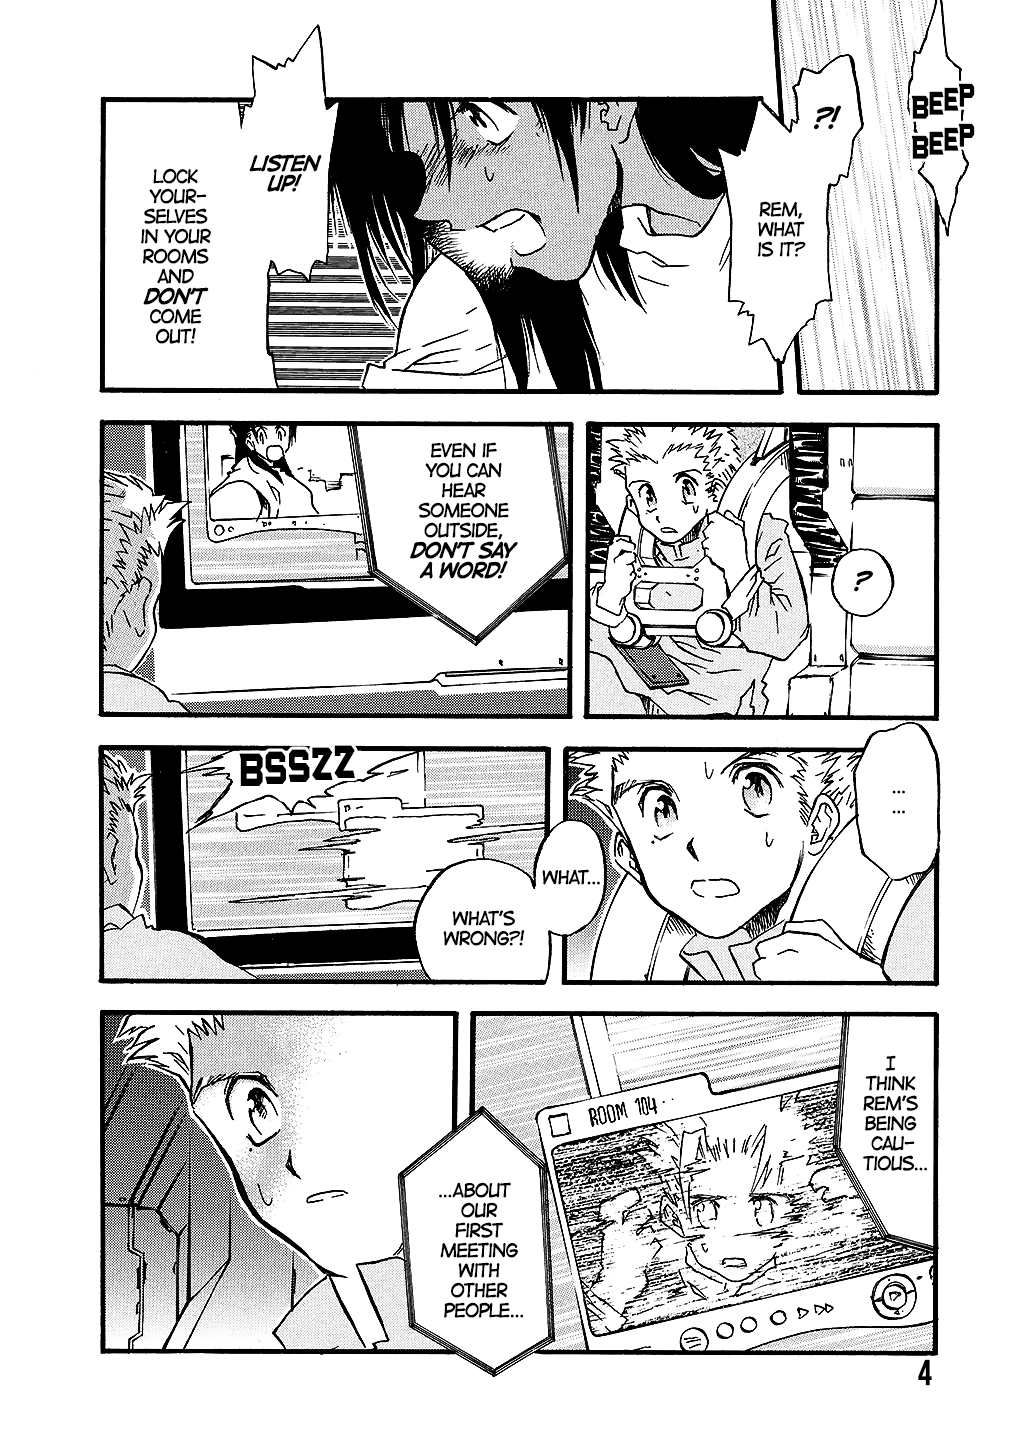 BEEP
BEEP
?!
REM,
WHAT
IS IT?
LISTEN
UP!
LOCK
YOUR-
SELVES
IN YOUR
ROOMS
AND
DON'T
COME
OUT!
?
EVEN IF
YOU CAN
HEAR
SOMEONE
OUTSIDE,
DON'T SAY
A WORD!
...
...
WHAT...
WHAT'S
WRONG?!
BSSZZ
I
THINK
REM'S
BEING
CAU-
TIOUS...
ROOM 104
...ABOUT
OUR
FIRST
MEETING
WITH
OTHER
PEOPLE...
4